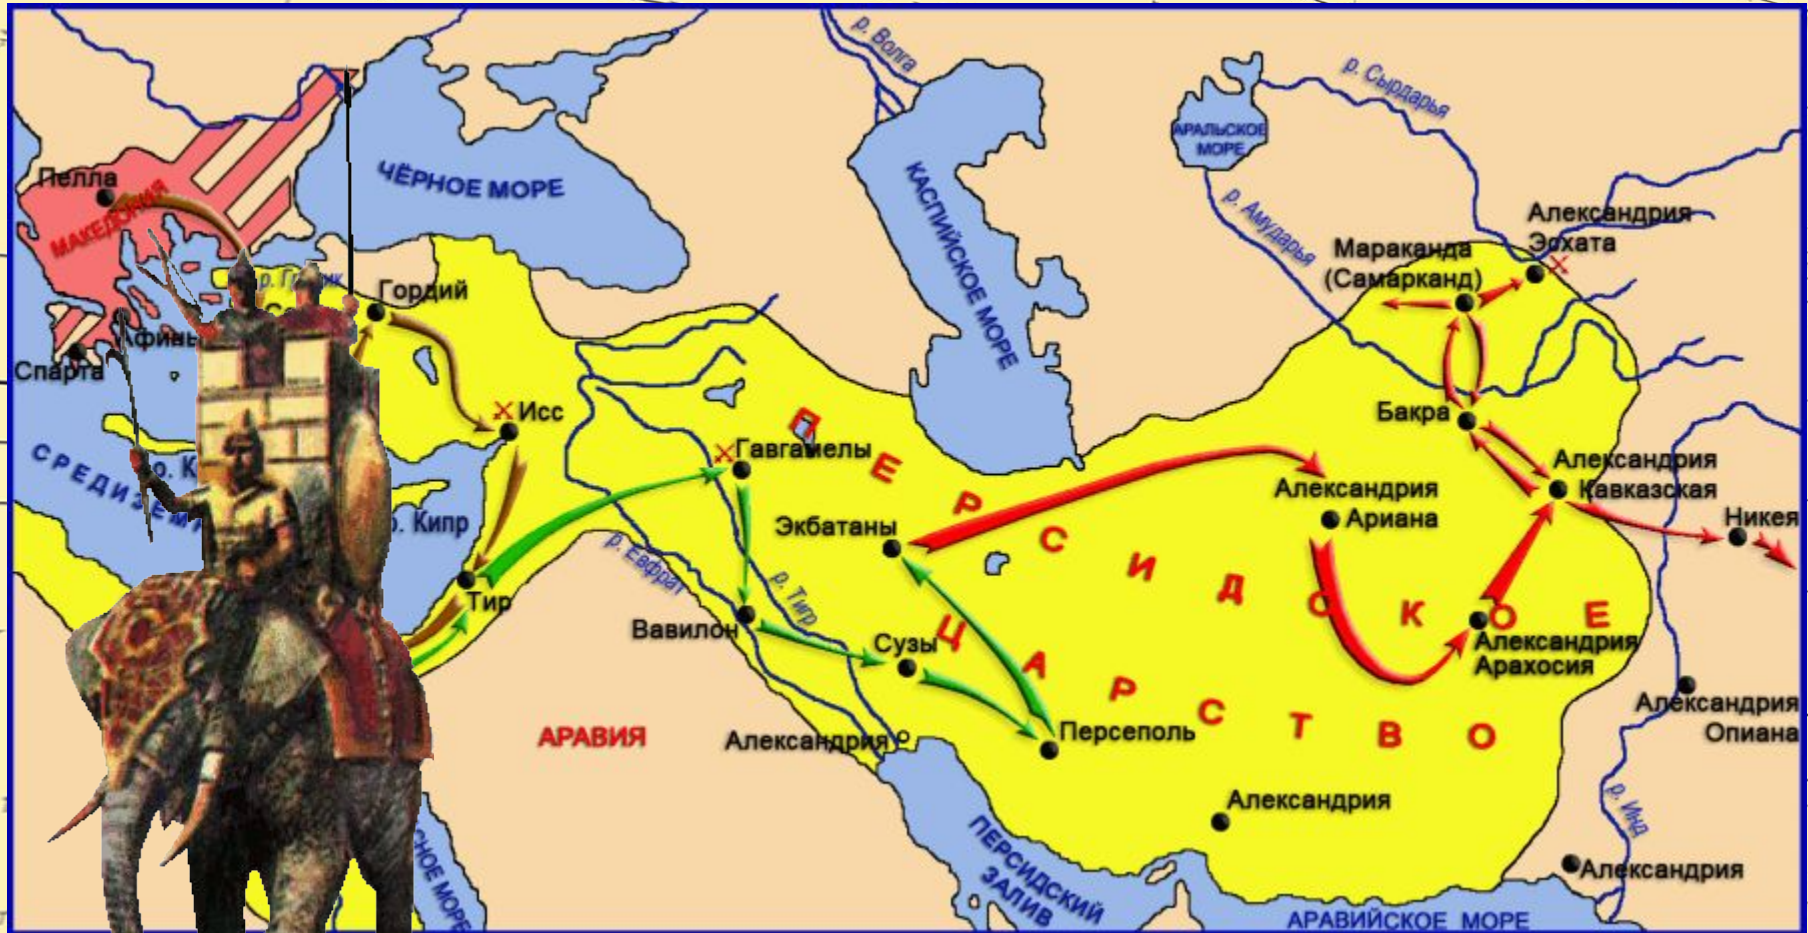 р. Волга
р. Сырдарья
АРАЛЬСКОЕ
МОРЕ
ЧЁРНОЕ МОРЕ
КАСПИЙСКОЕ МОРЕ
Пелла
МАКЕДОНИЯ
р. Амударья
Александрия
Эсхата
Мараканда
(Самарканд)
р.
Гордий
Афины
Спарта
Исс
Бакра
Гавгамелы
Александрия
Кавказская
Александрия
Ариана
Никея
о. Кипр
Экбатаны
ПЕРСИДСКОЕ
ЦАРСТВО
р. Евфрат
р. Тигр
Тир
Вавилон
Сузы
Александрия
Арахосия
Александрия
Опиана
АРАВИЯ
Александрия
Персеполь
Александрия
р. Инд
Александрия
ПЕРСИДСКИЙ
ЗАЛИВ
МОРЕ
АРАВИЙСКОЕ МОРЕ